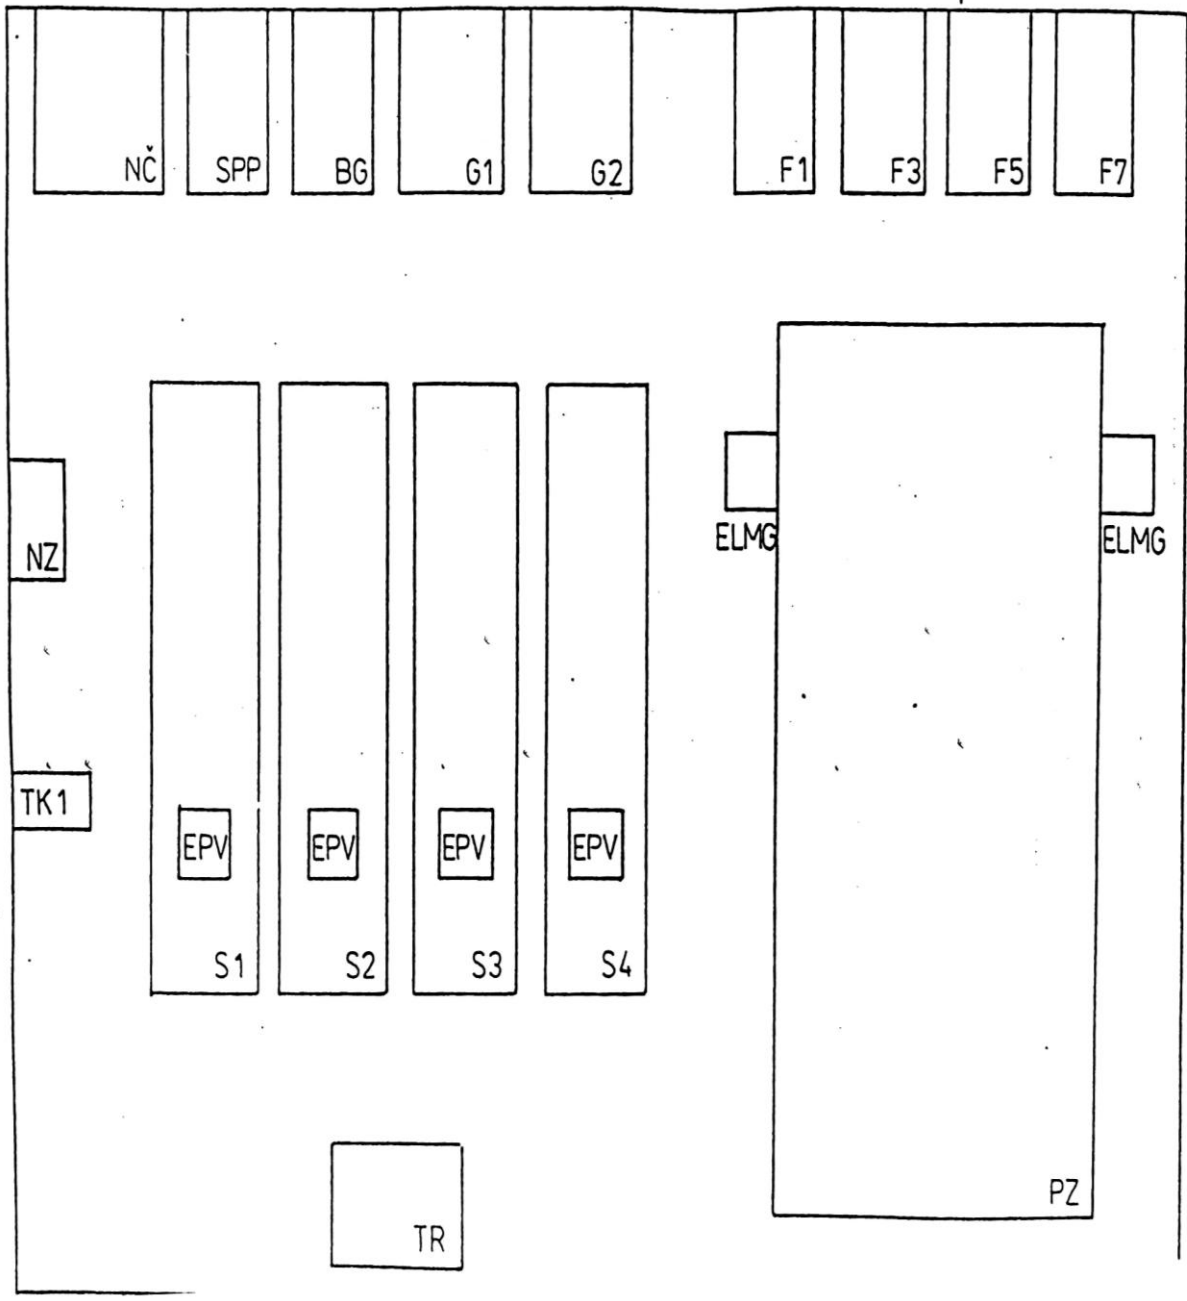 NČ SPP BG G1 G2 F1 F3 F5 F7
ELMG ELMG
NZ
TK1
EPV EPV EPV EPV
S1 S2 S3 S4
PZ
TR